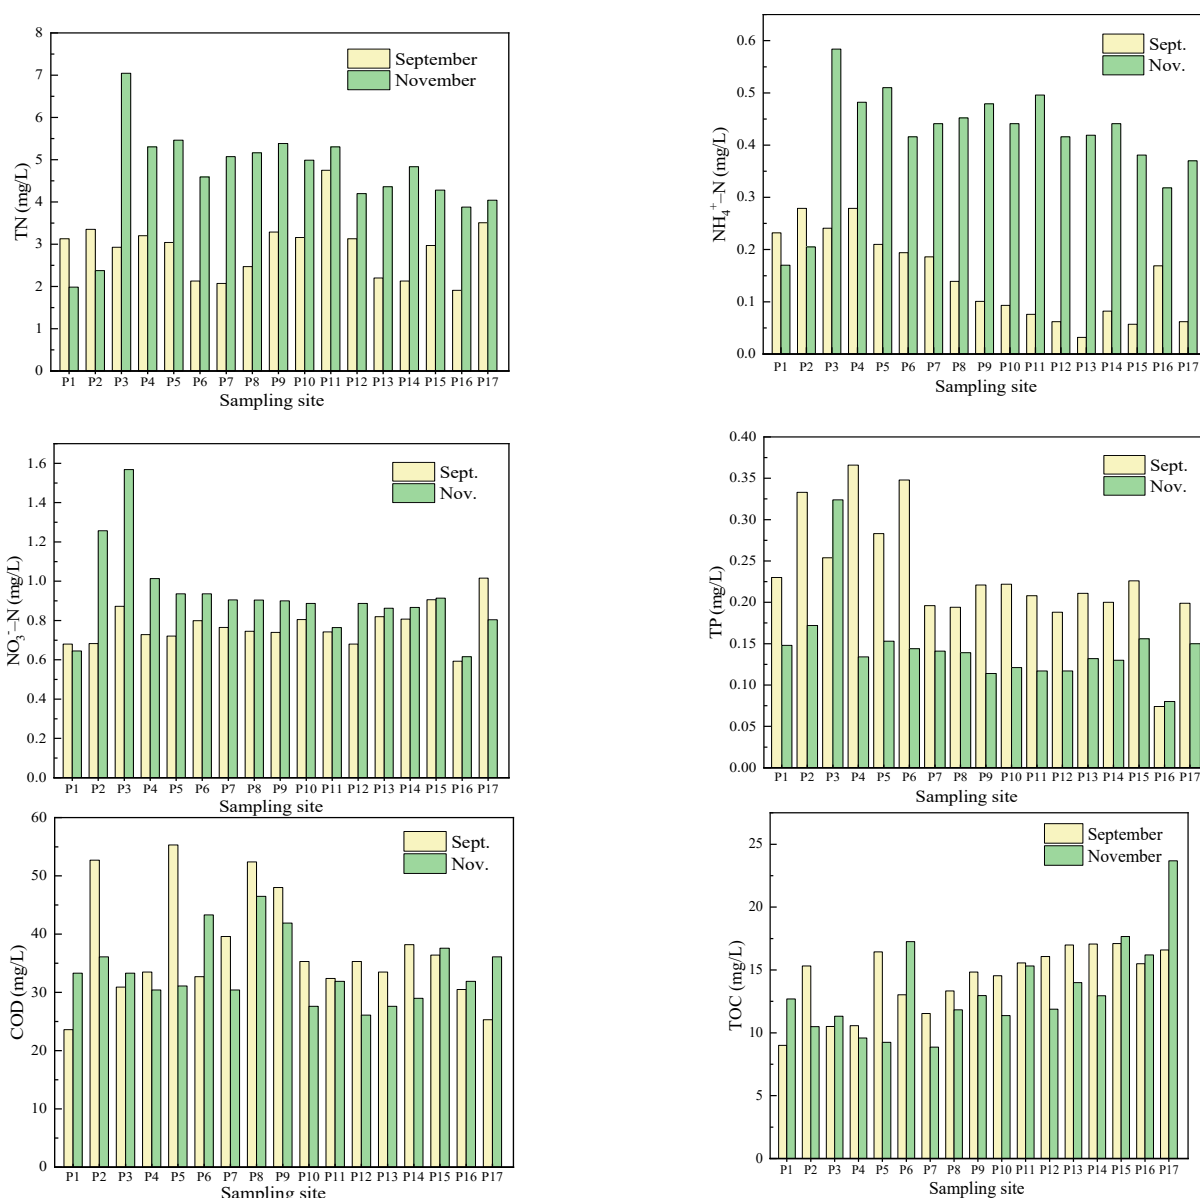 8
7
6
5
4
3
2
1
0
TN (mg/L)
September
November
P1 P2 P3 P4 P5 P6 P7 P8 P9 P10 P11 P12 P13 P14 P15 P16 P17
Sampling site
0.6
0.5
0.4
0.3
0.2
0.1
0.0
NH₄⁺–N (mg/L)
Sept.
Nov.
P1 P2 P3 P4 P5 P6 P7 P8 P9 P10 P11 P12 P13 P14 P15 P16 P17
Sampling site
1.6
1.4
1.2
1.0
0.8
0.6
0.4
0.2
0.0
NO₃⁻–N (mg/L)
Sept.
Nov.
P1 P2 P3 P4 P5 P6 P7 P8 P9 P10 P11 P12 P13 P14 P15 P16 P17
Sampling site
0.40
0.35
0.30
0.25
0.20
0.15
0.10
0.05
0.00
TP (mg/L)
Sept.
Nov.
P1 P2 P3 P4 P5 P6 P7 P8 P9 P10 P11 P12 P13 P14 P15 P16 P17
Sampling site
60
50
40
30
20
10
0
COD (mg/L)
Sept.
Nov.
P1 P2 P3 P4 P5 P6 P7 P8 P9 P10 P11 P12 P13 P14 P15 P16 P17
Sampling site
25
20
15
10
5
0
TOC (mg/L)
September
November
P1 P2 P3 P4 P5 P6 P7 P8 P9 P10 P11 P12 P13 P14 P15 P16 P17
Sampling site